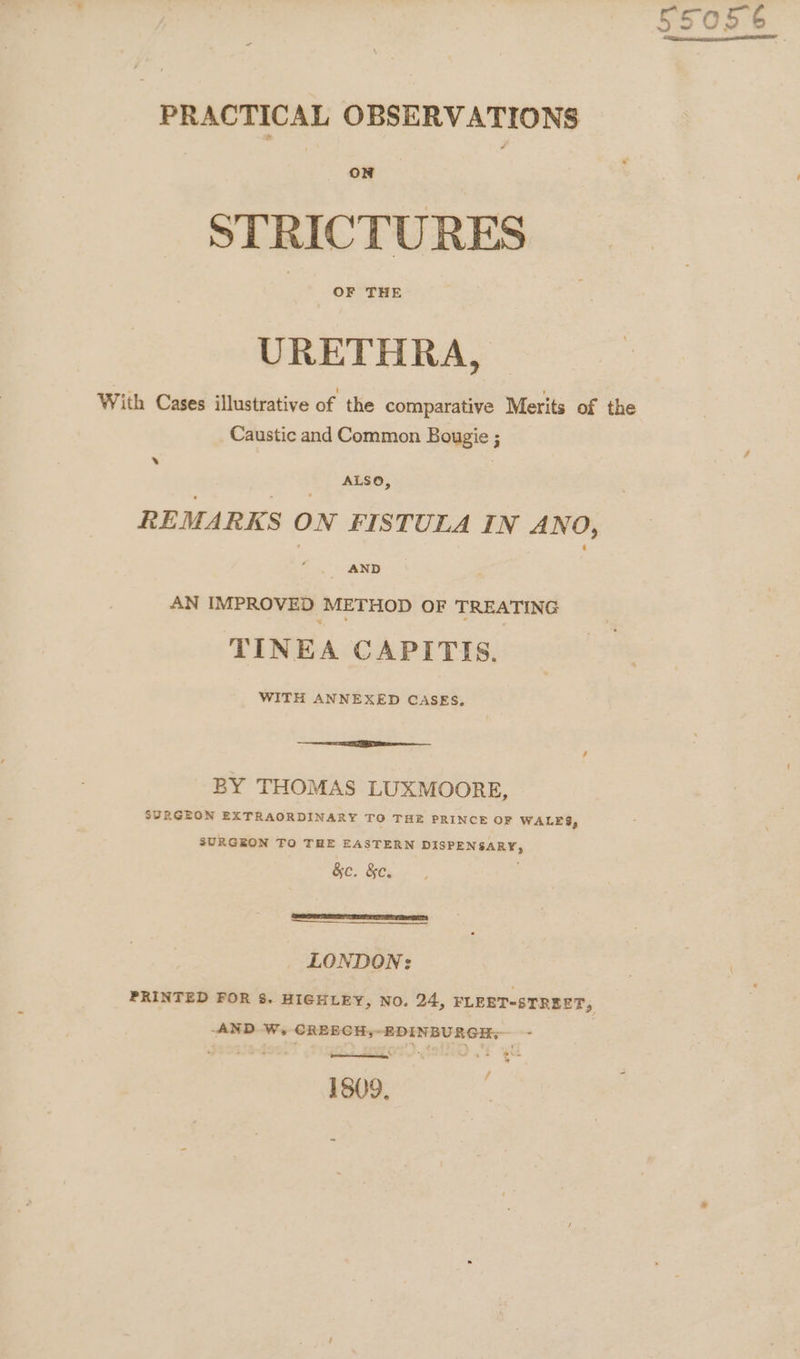 55056
PRACTICAL OBSERVATIONS
ON
STRICTURES
OF THE
URETHRA,
With Cases illustrative of the comparative Merits of the
Caustic and Common Bougie ;
ALSO,
REMARKS ON FISTULA IN ANO,
AND
AN IMPROVED METHOD OF TREATING
TINEA CAPITIS.
WITH ANNEXED CASES.
BY THOMAS LUXMOORE,
SURGEON EXTRAORDINARY TO THE PRINCE OF WALES,
SURGEON TO THE EASTERN DISPENSARY,
&c. &c.
LONDON:
PRINTED FOR S. HIGHLEY, NO. 24, FLEET-STREET,
AND W. CREECH, EDINBURGH,
1809.